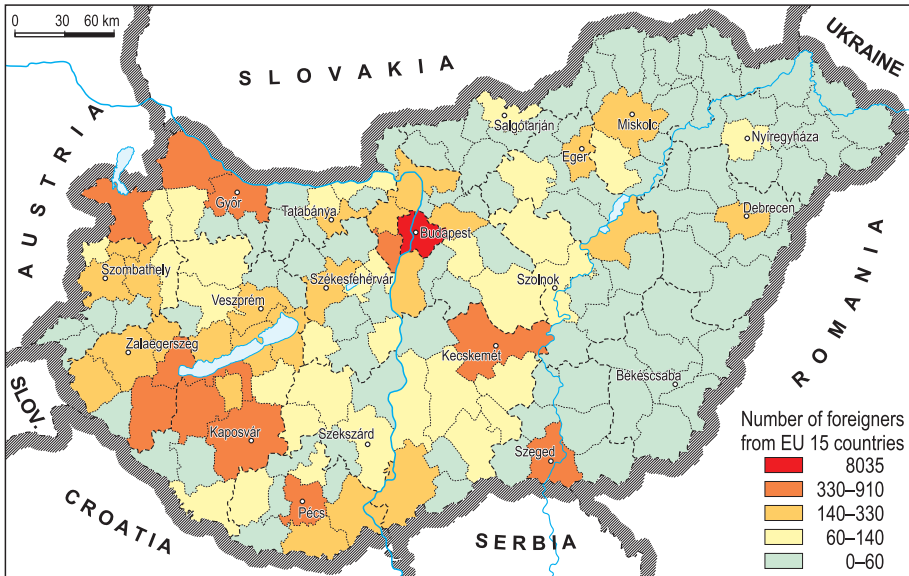 0 30 60 km
UKRAINE
SLOVAKIA
AUSTRIA
Salgótarján
Miskolc
Nyíregyháza
Eger
Győr
Tatabánya
Budapest
Debrecen
Szombathely
Székesfehérvár
Szolnok
Veszprém
Zalaegerszeg
Kecskemét
ROMANIA
Békéscsaba
SLOV.
Kaposvár
Szekszárd
Szeged
Pécs
CROATIA
SERBIA
Number of foreigners
from EU 15 countries
8035
330–910
140–330
60–140
0–60